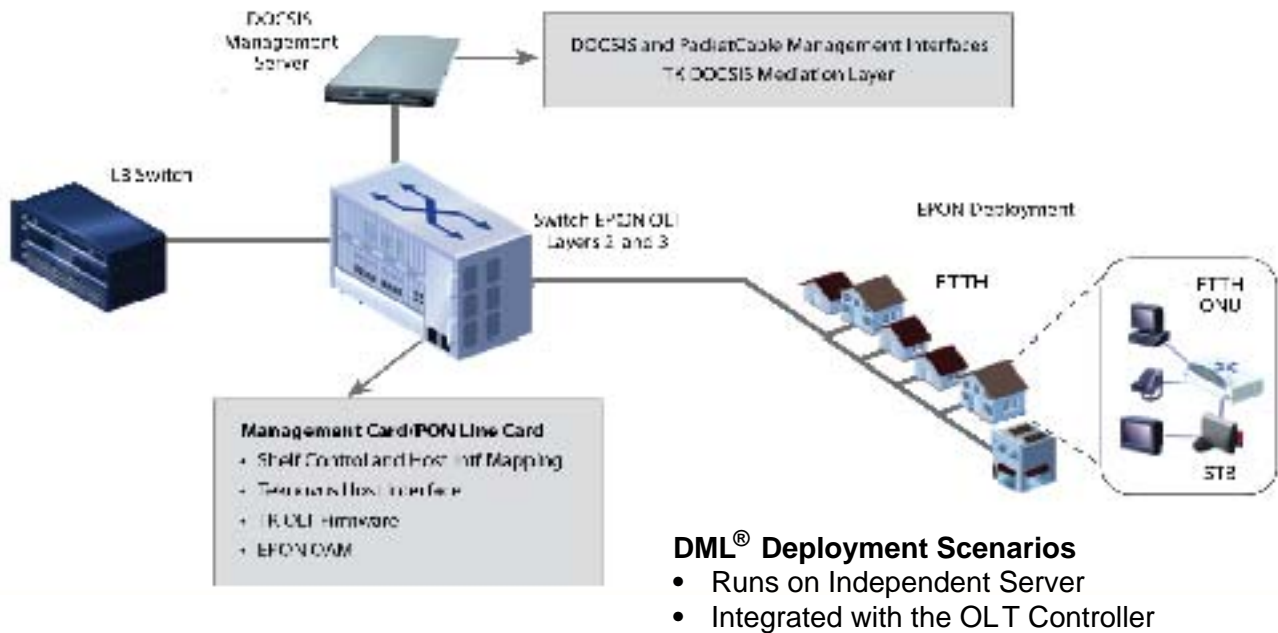 DOCSIS
Management
Server
DOCSIS and PacketCable Management Interfaces
TK DOCSIS Mediation Layer
L3 Switch
Switch EPON OLT
Layers 2 and 3
EPON Deployment
FTTH
FTTH
ONU
STB
Management Card/PON Line Card
• Shelf Control and Host Intf Mapping
• Teknovus Host Interface
• TK OLT Firmware
• EPON OAM
DML® Deployment Scenarios
• Runs on Independent Server
• Integrated with the OLT Controller